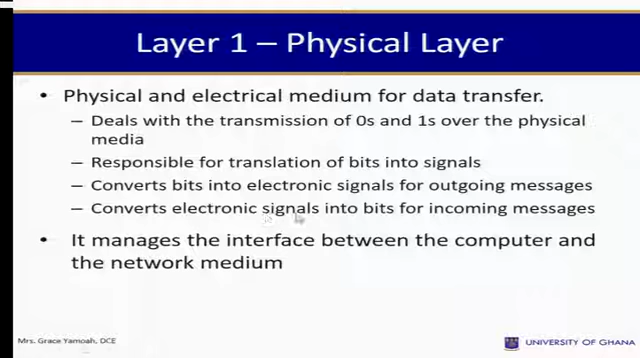 Layer 1 – Physical Layer
• Physical and electrical medium for data transfer.
– Deals with the transmission of 0s and 1s over the physical
media
– Responsible for translation of bits into signals
– Converts bits into electronic signals for outgoing messages
– Converts electronic signals into bits for incoming messages
• It manages the interface between the computer and
the network medium
Mrs. Grace Yamoah, DCE
UNIVERSITY OF GHANA